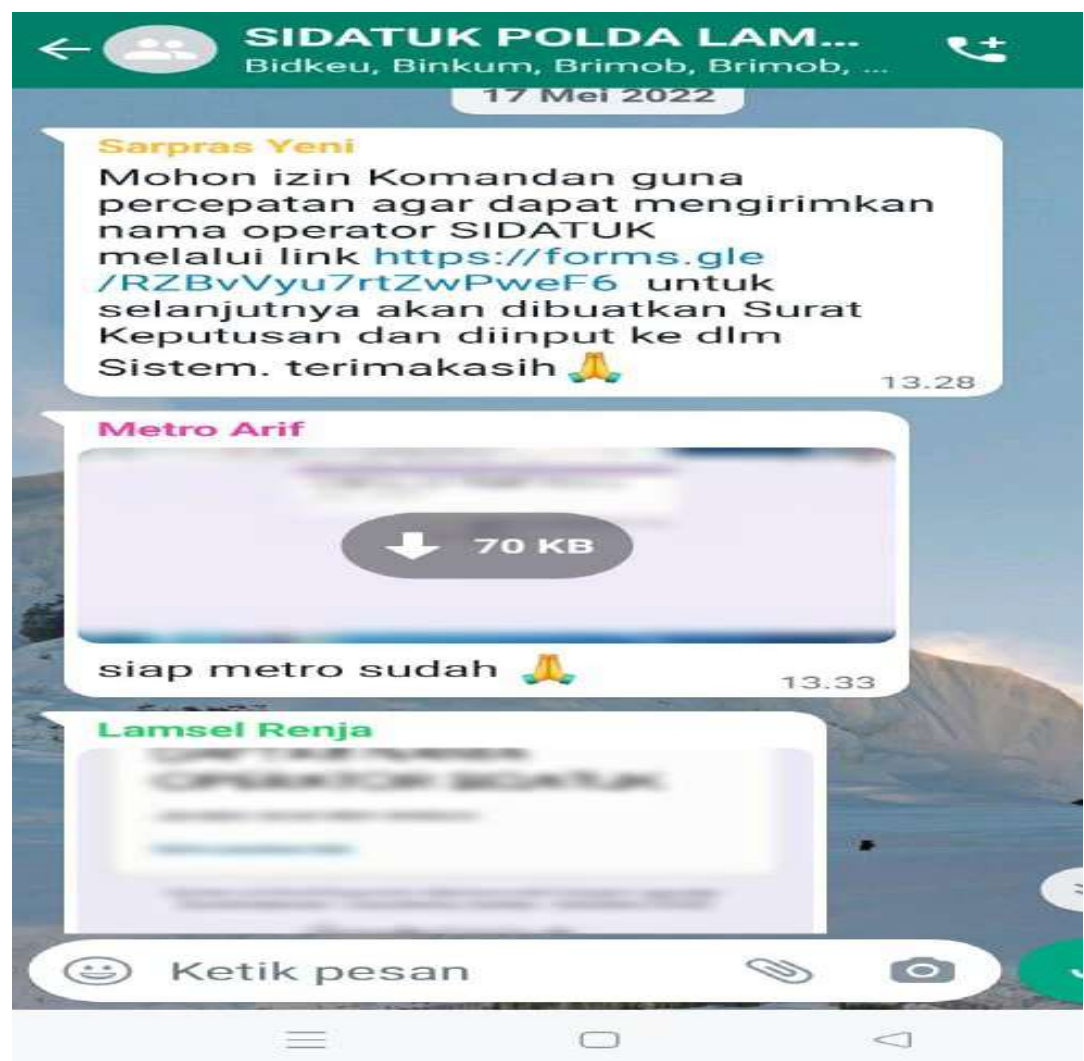 SIDATUK POLDA LAM...
Bidkeu, Binkum, Brimob, Brimob, ...
17 Mei 2022
Sarpras Yeni
Mohon izin Komandan guna
percepatan agar dapat mengirimkan
nama operator SIDATUK
melalui link https://forms.gle
/RZBvVyu7rtZwPweF6 untuk
selanjutnya akan dibuatkan Surat
Keputusan dan diinput ke dlm
Sistem. terimakasih 🙏
13.28
Metro Arif
70 KB
siap metro sudah 🙏
13.33
Lamsel Renja
OPERATOR SIDATUK
Ketik pesan